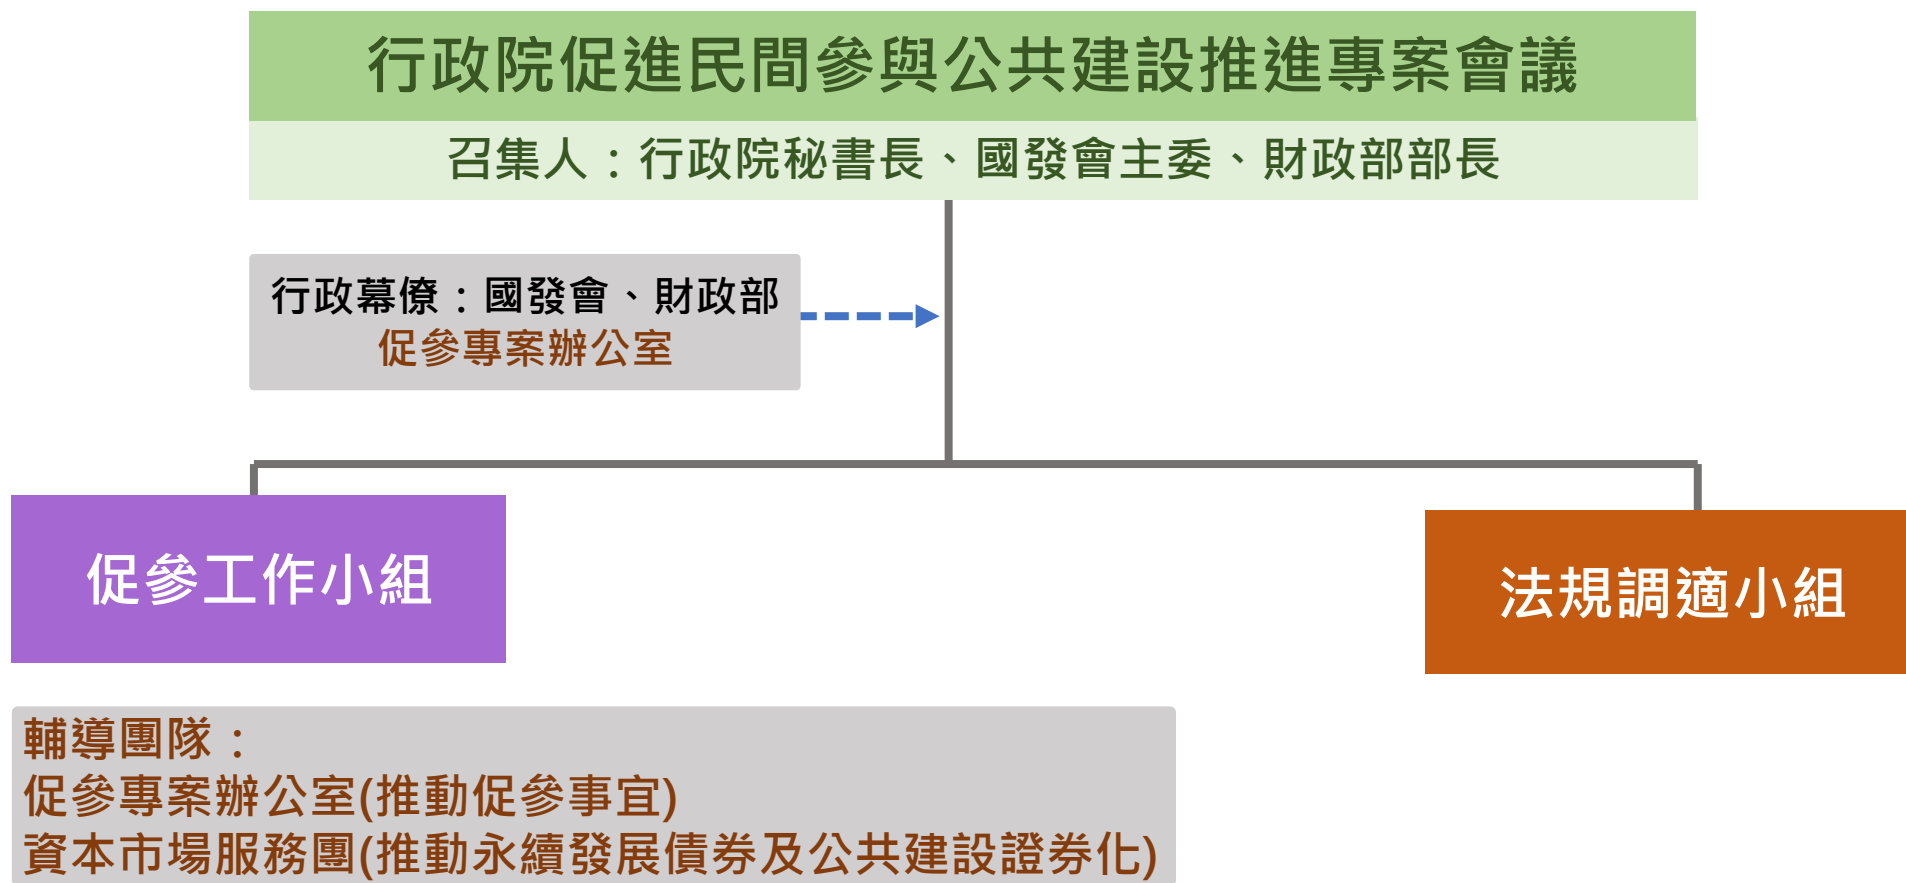 行政院促進民間參與公共建設推進專案會議
召集人：行政院秘書長、國發會主委、財政部部長
行政幕僚：國發會、財政部
促參專案辦公室
促參工作小組
法規調適小組
輔導團隊：
促參專案辦公室(推動促參事宜)
資本市場服務團(推動永續發展債券及公共建設證券化)